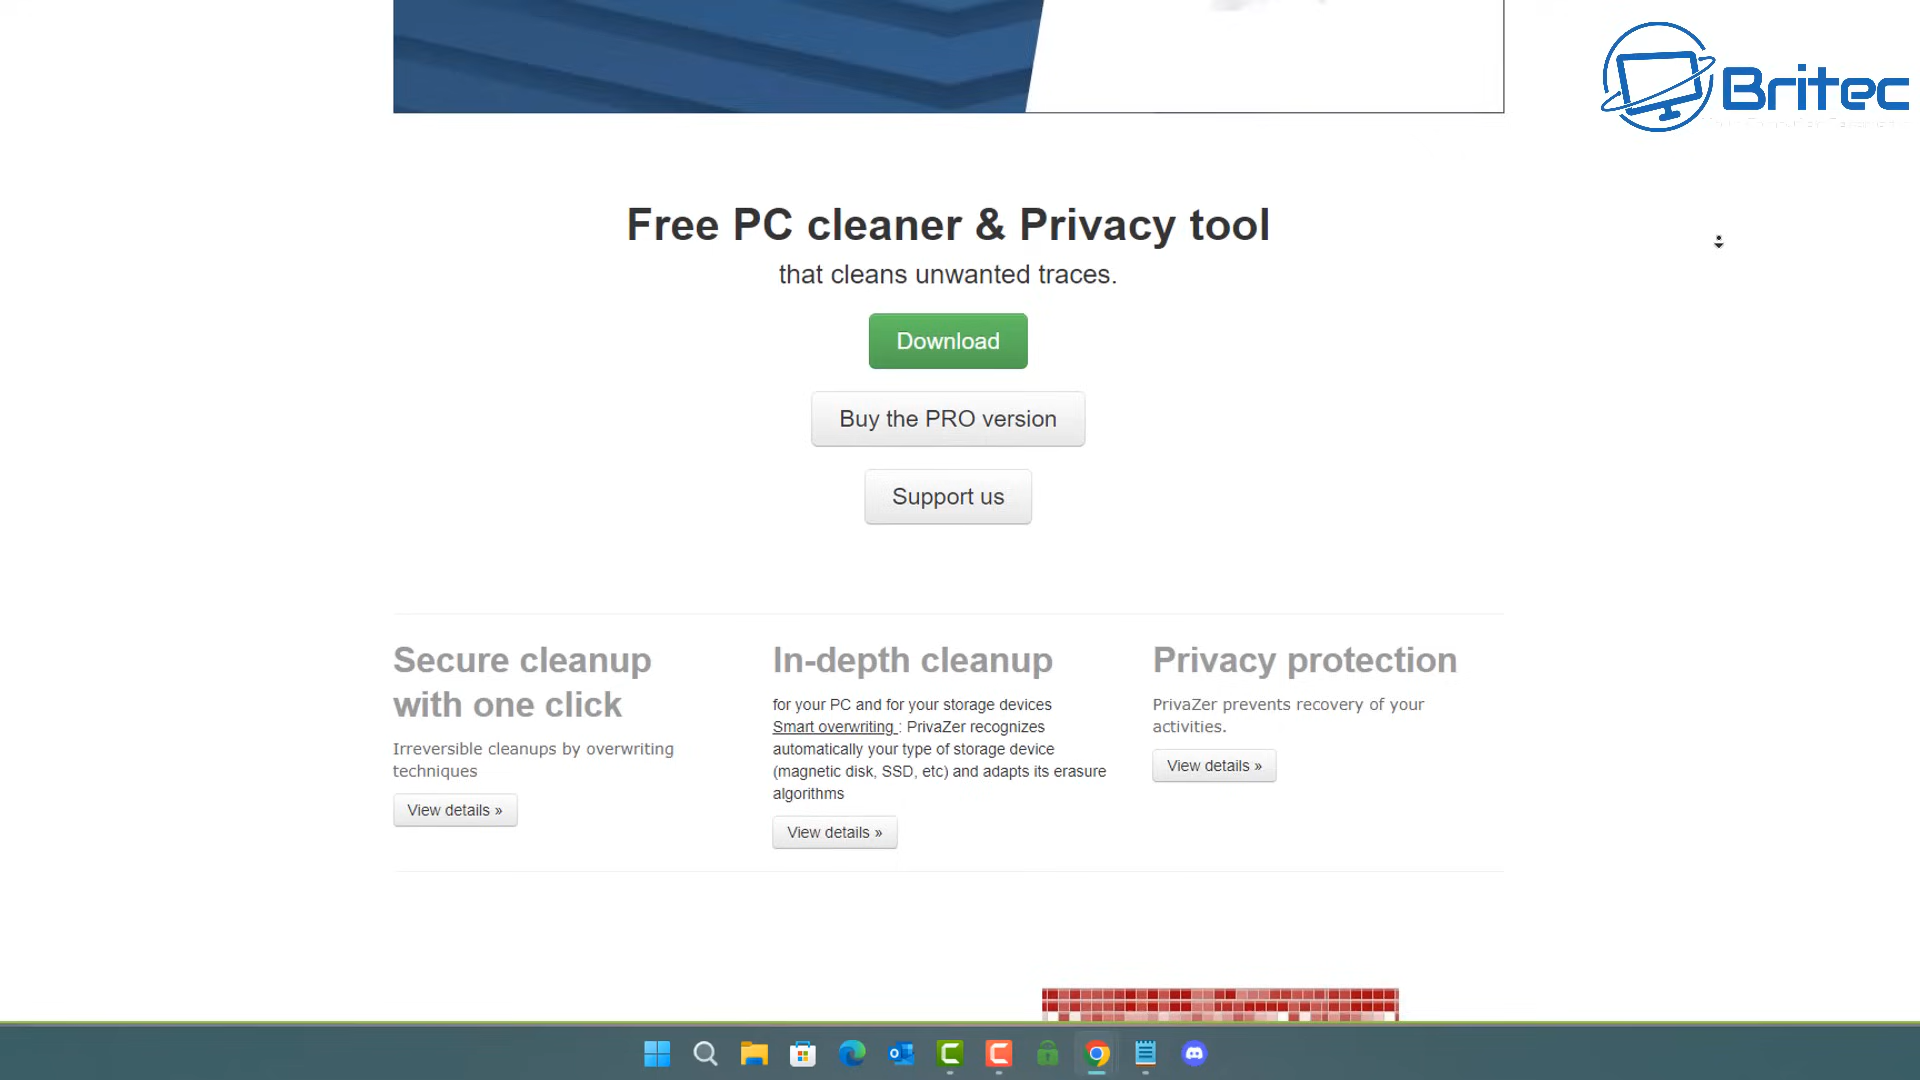 Britec
Free PC cleaner & Privacy tool
that cleans unwanted traces.
Download
Buy the PRO version
Support us
Secure cleanup
with one click
Irreversible cleanups by overwriting
techniques
View details »
In-depth cleanup
for your PC and for your storage devices
Smart overwriting : PrivaZer recognizes
automatically your type of storage device
(magnetic disk, SSD, etc) and adapts its erasure
algorithms
View details »
Privacy protection
PrivaZer prevents recovery of your
activities.
View details »